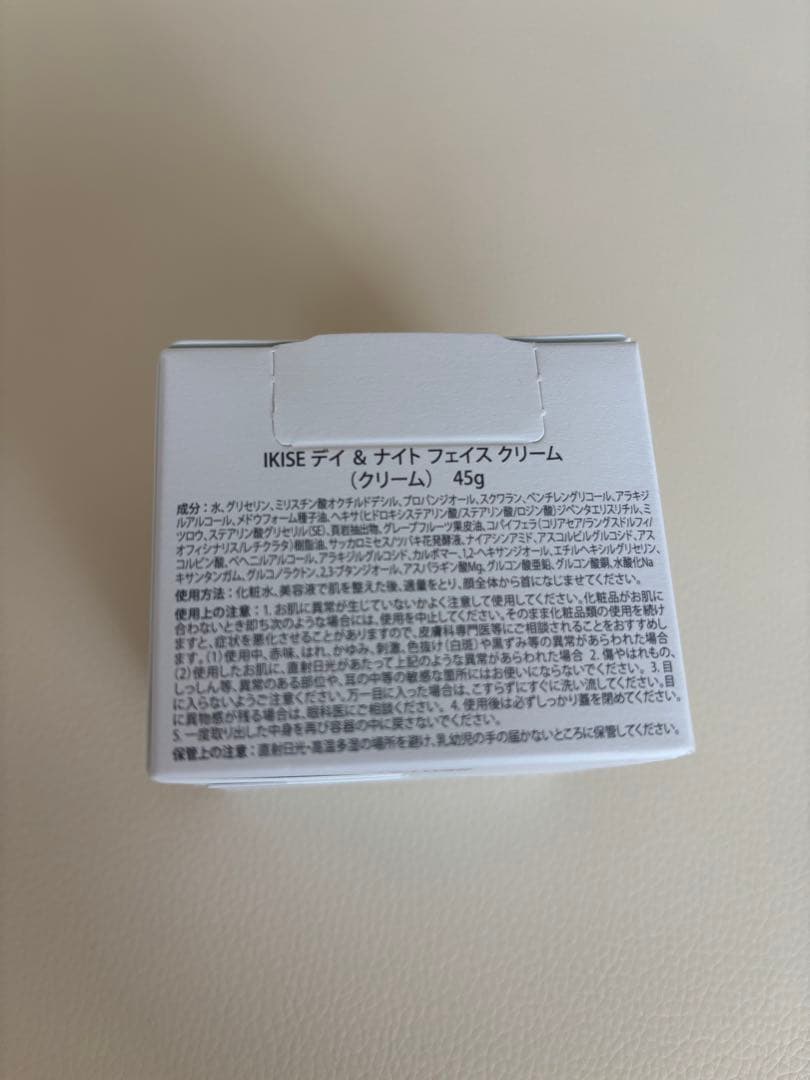 IKISE デイ & ナイト フェイス クリーム
（クリーム） 45g
成分：水、グリセリン、ミリスチン酸オクチルドデシル、プロパンジオール、スクワラン、ペンチレングリコール、アラキジ
ルアルコール、メドウフォーム種子油、ヘキサ(ヒドロキシステアリン酸/ステアリン酸/ロジン酸)ジペンタエリスリチル、ミ
ツロウ、ステアリン酸グリセリル(SE)、頁岩抽出物、グレープフルーツ果皮油、コパイフェラ(コリアセア/ラングスドルフィ/
オフィシナリス/レチクラタ)樹脂油、サッカロミセス/ツバキ花発酵液、ナイアシンアミド、アスコルビルグルコシド、アス
コルビン酸、ベヘニルアルコール、アラキジルグルコシド、カルボマー、1,2-ヘキサンジオール、エチルヘキシルグリセリン、
キサンタンガム、グルコノラクトン、2,3-ブタンジオール、アスパラギン酸Mg、グルコン酸亜鉛、グルコン酸銅、水酸化Na
使用方法：化粧水、美容液で肌を整えた後、適量をとり、顔全体から首になじませてください。
使用上の注意：1. お肌に異常が生じていないかよく注意して使用してください。化粧品がお肌に
合わないとき即ち次のような場合には、使用を中止してください。そのまま化粧品類の使用を続け
ますと、症状を悪化させることがありますので、皮膚科専門医等にご相談されることをおすすめし
ます。(1)使用中、赤味、はれ、かゆみ、刺激、色抜け(白斑)や黒ずみ等の異常があらわれた場合
(2)使用したお肌に、直射日光があたって上記のような異常があらわれた場合 2. 傷やはれもの、
しっしん等、異常のある部位や、耳の中等の敏感な箇所にはお使いにならないでください。3. 目
に入らないようご注意ください。万一目に入った場合は、こすらずにすぐに洗い流してください。目
に異物感が残る場合は、眼科医にご相談ください。4. 使用後は必ずしっかり蓋を閉めてください。
5. 一度取り出した中身を再び容器の中に戻さないでください。
保管上の注意：直射日光・高温多湿の場所を避け、乳幼児の手の届かないところに保管してください。